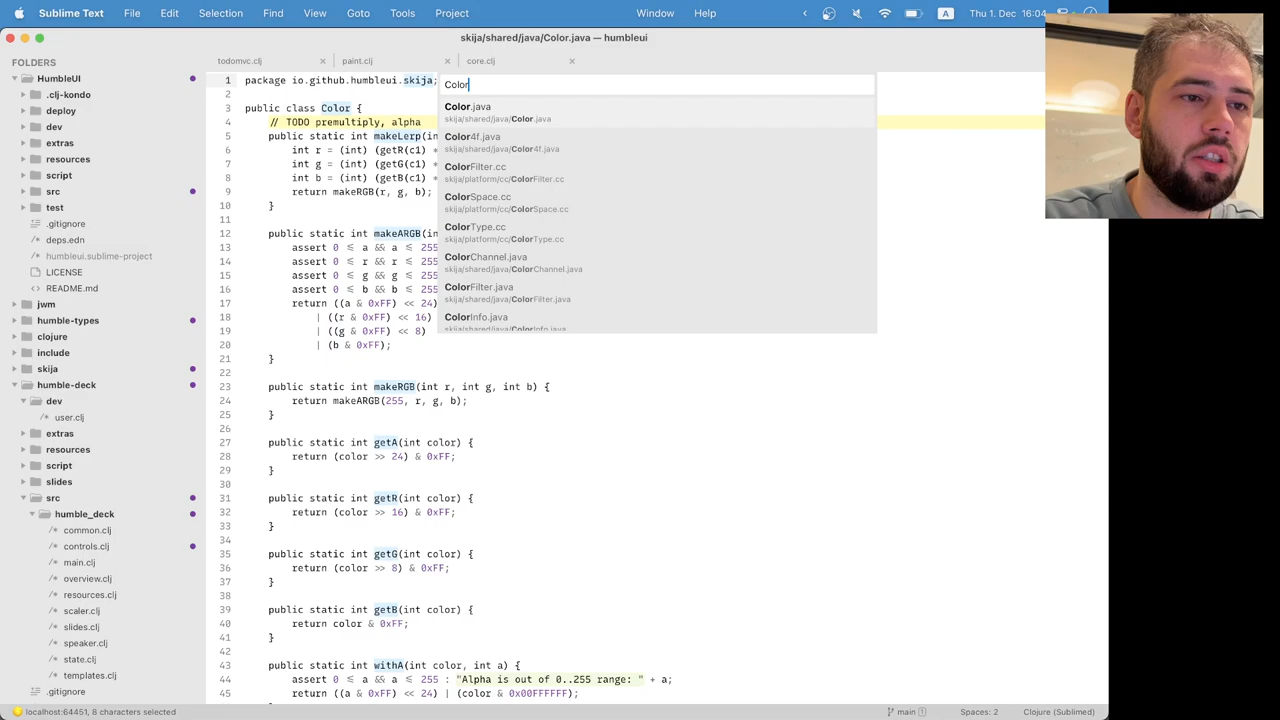 Sublime Text File Edit Selection Find View Goto Tools Project Window Help A Thu 1. Dec 16:04
skija/shared/java/Color.java — humbleui
FOLDERS
HumbleUI
.clj-kondo
deploy
dev
extras
resources
script
src
test
.gitignore
deps.edn
humbleui.sublime-project
LICENSE
README.md
jwm
humble-types
clojure
include
skija
humble-deck
dev
user.clj
extras
resources
script
slides
src
humble_deck
common.clj
controls.clj
main.clj
overview.clj
resources.clj
scaler.clj
slides.clj
speaker.clj
state.clj
templates.clj
.gitignore
todomvc.clj paint.clj core.clj
Color
Color.java
skija/shared/java/Color.java
Color4f.java
skija/shared/java/Color4f.java
ColorFilter.cc
skija/platform/cc/ColorFilter.cc
ColorSpace.cc
skija/platform/cc/ColorSpace.cc
ColorType.cc
skija/platform/cc/ColorType.cc
ColorChannel.java
skija/shared/java/ColorChannel.java
ColorFilter.java
skija/shared/java/ColorFilter.java
ColorInfo.java
skija/shared/java/ColorInfo.java
1 package io.github.humbleui.skija;
2
3 public class Color {
4 // TODO premultiply, alpha
5 public static int makeLerp(in
6 int r = (int) (getR(c1) *
7 int g = (int) (getG(c1) *
8 int b = (int) (getB(c1) *
9 return makeRGB(r, g, b);
10 }
11
12 public static int makeARGB(in
13 assert 0 ≤ a && a ≤ 255
14 assert 0 ≤ r && r ≤ 255
15 assert 0 ≤ g && g ≤ 255
16 assert 0 ≤ b && b ≤ 255
17 return ((a & 0xFF) << 24)
18 | ((r & 0xFF) << 16)
19 | ((g & 0xFF) << 8)
20 | (b & 0xFF);
21 }
22
23 public static int makeRGB(int r, int g, int b) {
24 return makeARGB(255, r, g, b);
25 }
26
27 public static int getA(int color) {
28 return (color >> 24) & 0xFF;
29 }
30
31 public static int getR(int color) {
32 return (color >> 16) & 0xFF;
33 }
34
35 public static int getG(int color) {
36 return (color >> 8) & 0xFF;
37 }
38
39 public static int getB(int color) {
40 return color & 0xFF;
41 }
42
43 public static int withA(int color, int a) {
44 assert 0 ≤ a && a ≤ 255 : "Alpha is out of 0..255 range: " + a;
45 return ((a & 0xFF) << 24) | (color & 0x00FFFFFF);
localhost:64451, 8 characters selected main 1 Spaces: 2 Clojure (Sublimed)